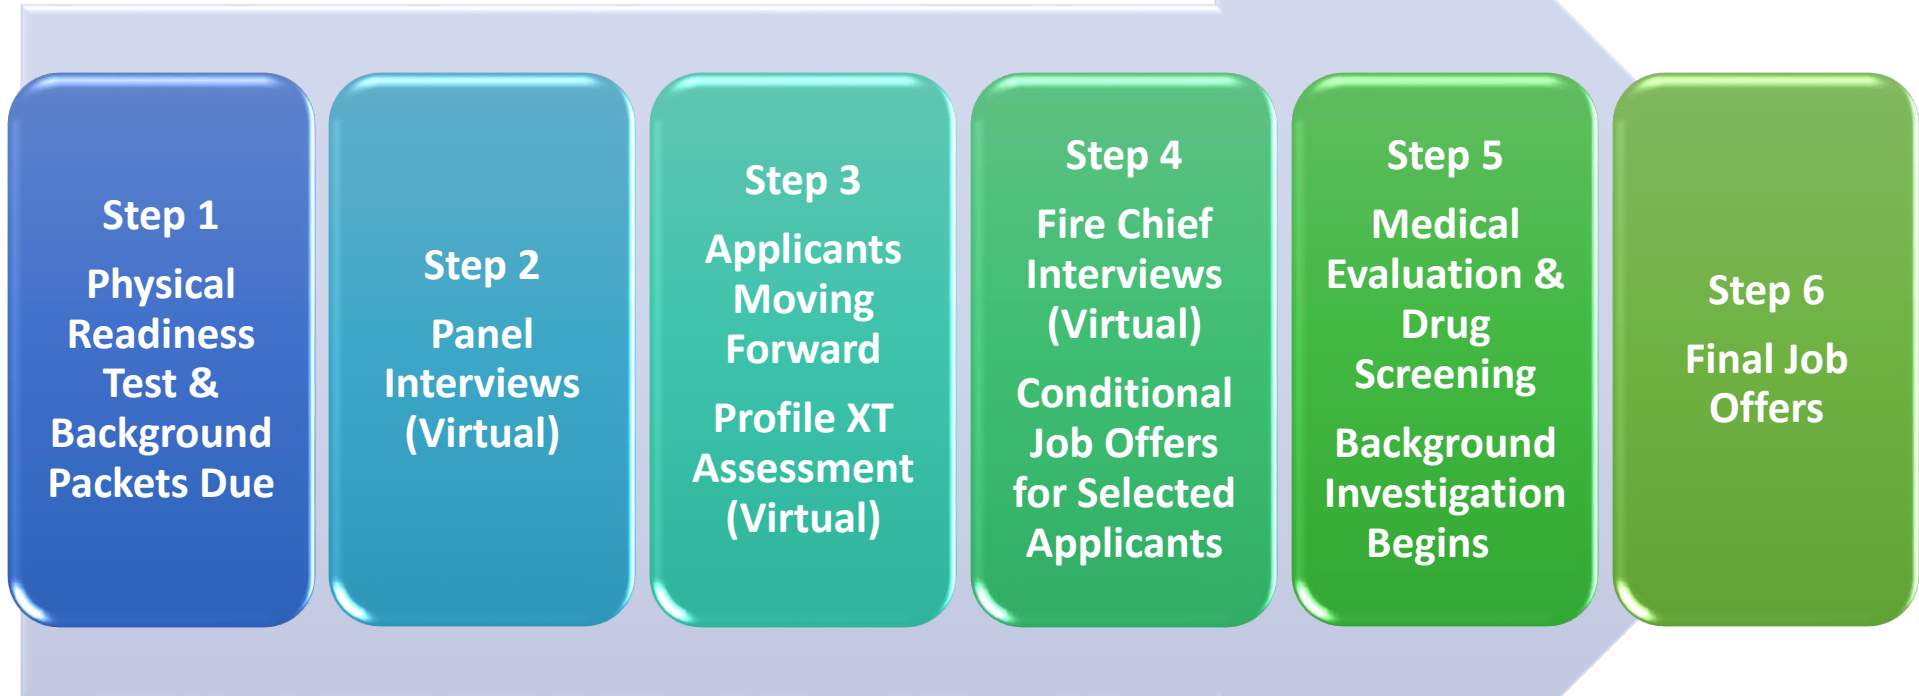 Step 1
Physical
Readiness
Test &
Background
Packets Due
Step 2
Panel
Interviews
(Virtual)
Step 3
Applicants
Moving
Forward
Profile XT
Assessment
(Virtual)
Step 4
Fire Chief
Interviews
(Virtual)
Conditional
Job Offers
for Selected
Applicants
Step 5
Medical
Evaluation &
Drug
Screening
Background
Investigation
Begins
Step 6
Final Job
Offers